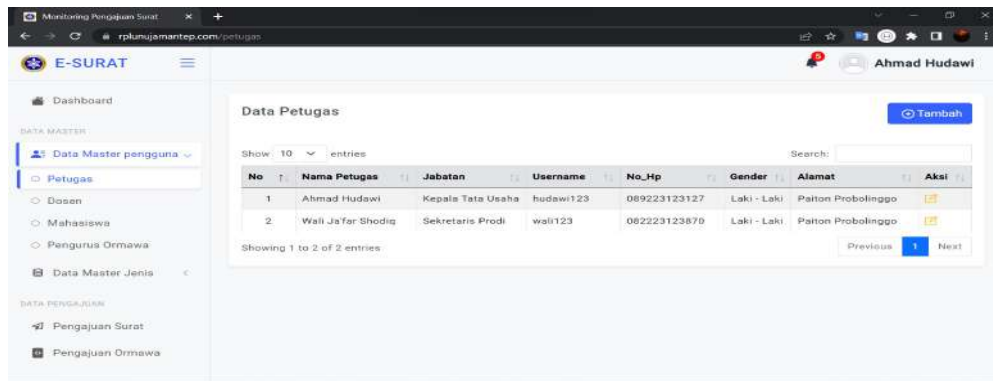 Monitoring Pengajuan Surat
rplunujamantep.com/petugas
E-SURAT
Ahmad Hudawi
Dashboard
DATA MASTER
Data Master pengguna
Petugas
Dosen
Mahasiswa
Pengurus Ormawa
Data Master Jenis
DATA PENGAJUAN
Pengajuan Surat
Pengajuan Ormawa
Data Petugas
Tambah
Show 10 entries Search:
No Nama Petugas Jabatan Username No_Hp Gender Alamat Aksi
1 Ahmad Hudawi Kepala Tata Usaha hudawi123 089223123127 Laki - Laki Paiton Probolinggo
2 Wali Ja'far Shodiq Sekretaris Prodi wali123 082223123870 Laki - Laki Paiton Probolinggo
Showing 1 to 2 of 2 entries Previous 1 Next